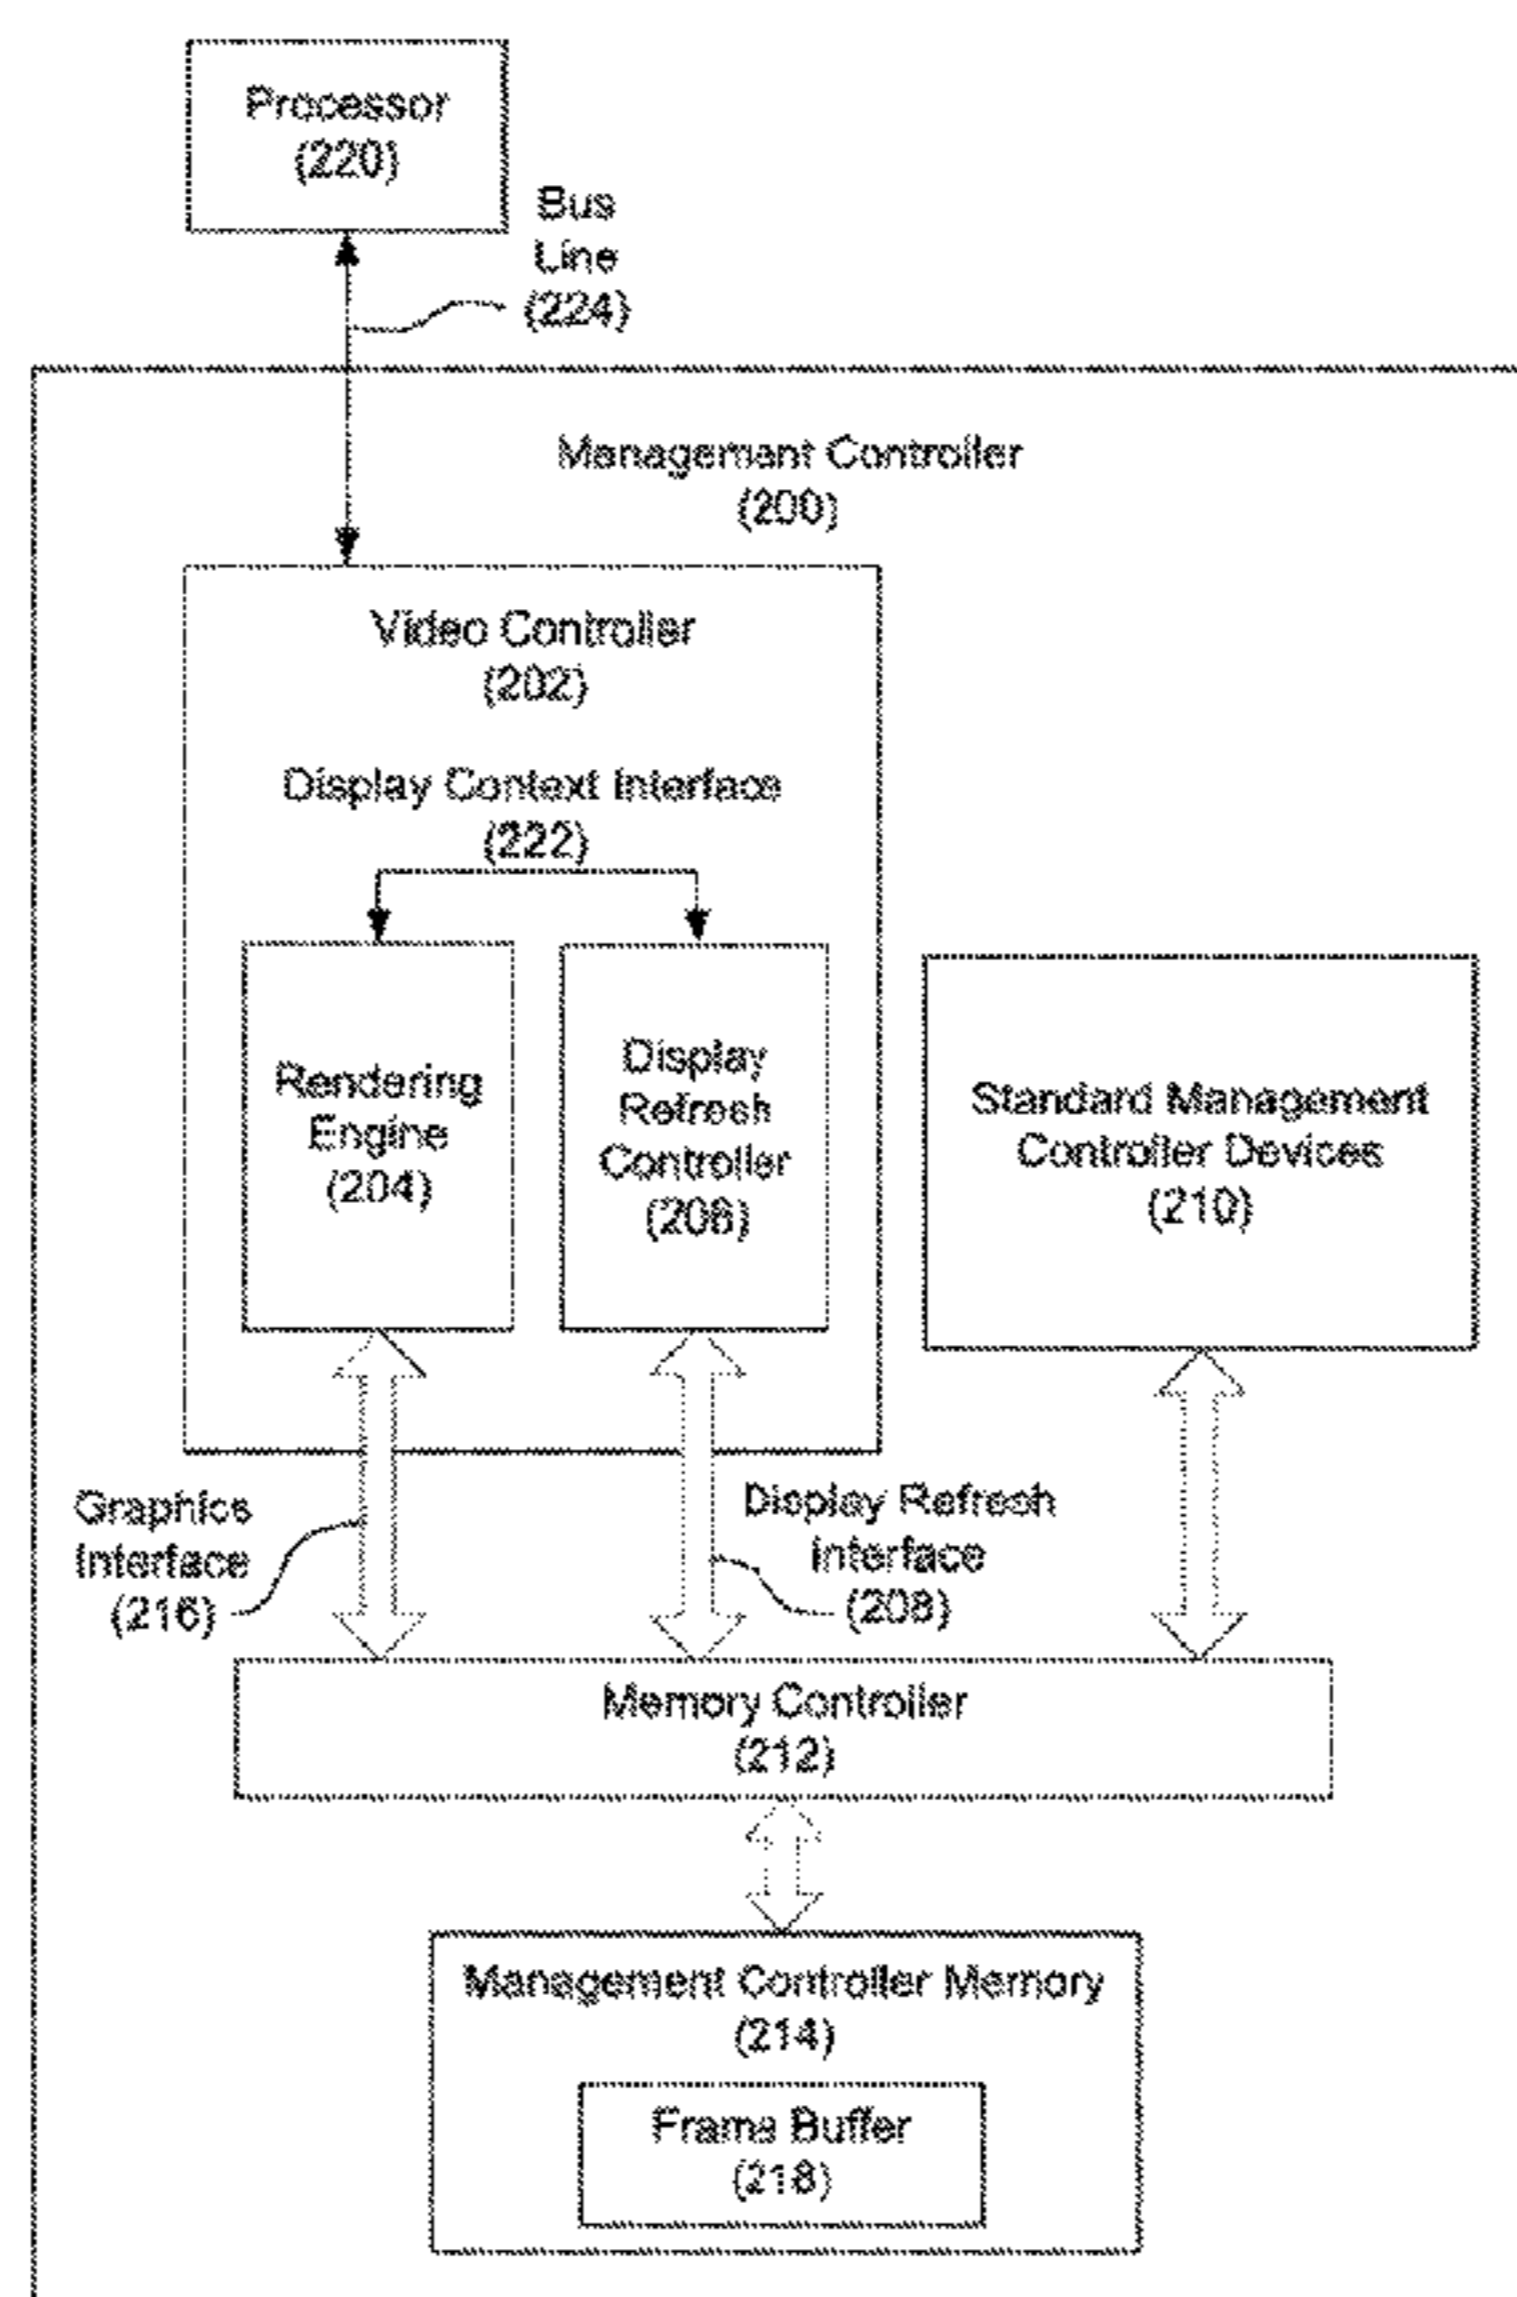 Processor
(220)
Bus
Line
(224)
Management Controller
(200)
Video Controller
(202)
Display Context Interface
(222)
Rendering
Engine
(204)
Display
Refresh
Controller
(206)
Standard Management
Controller Devices
(210)
Graphics
Interface
(216)
Display Refresh
Interface
(208)
Memory Controller
(212)
Management Controller Memory
(214)
Frame Buffer
(218)